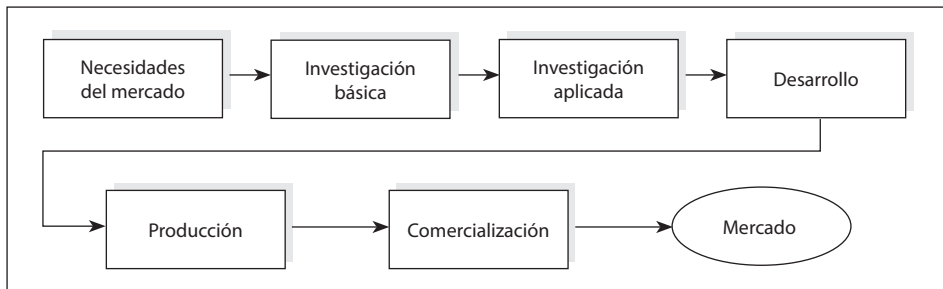 Necesidades
del mercado
Investigación
básica
Investigación
aplicada
Desarrollo
Producción
Comercialización
Mercado